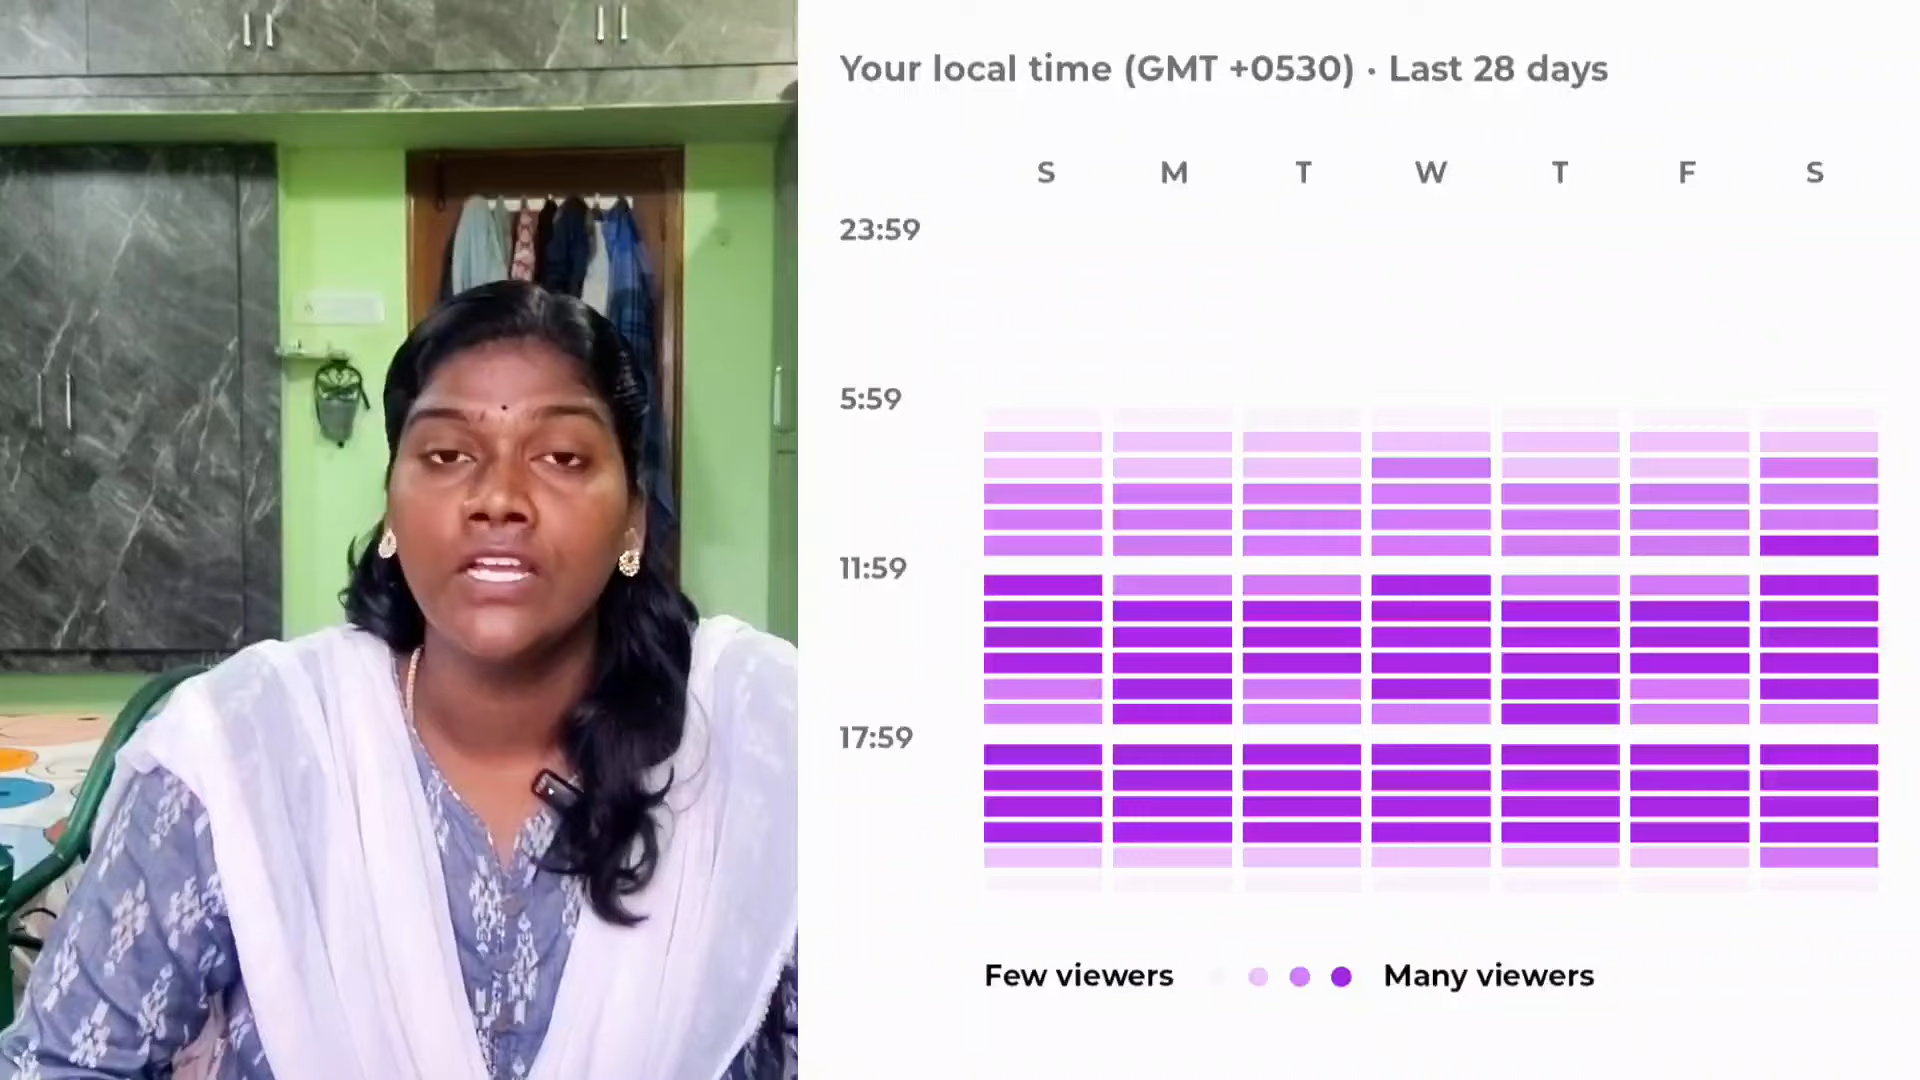 Your local time (GMT +0530) · Last 28 days
S M T W T F S
23:59
5:59
11:59
17:59
Few viewers Many viewers